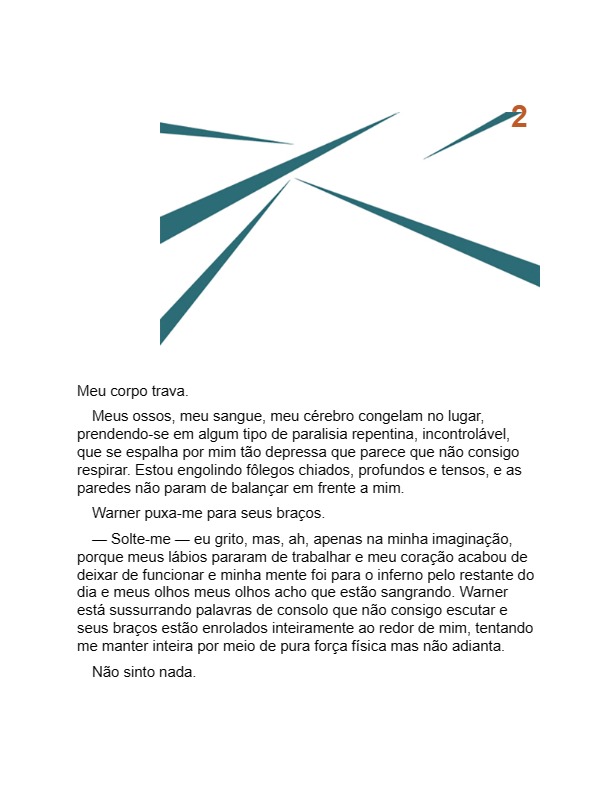 2
Meu corpo trava.
Meus ossos, meu sangue, meu cérebro congelam no lugar,
prendendo-se em algum tipo de paralisia repentina, incontrolável,
que se espalha por mim tão depressa que parece que não consigo
respirar. Estou engolindo fôlegos chiados, profundos e tensos, e as
paredes não param de balançar em frente a mim.
Warner puxa-me para seus braços.
— Solte-me — eu grito, mas, ah, apenas na minha imaginação,
porque meus lábios pararam de trabalhar e meu coração acabou de
deixar de funcionar e minha mente foi para o inferno pelo restante do
dia e meus olhos meus olhos acho que estão sangrando. Warner
está sussurrando palavras de consolo que não consigo escutar e
seus braços estão enrolados inteiramente ao redor de mim, tentando
me manter inteira por meio de pura força física mas não adianta.
Não sinto nada.